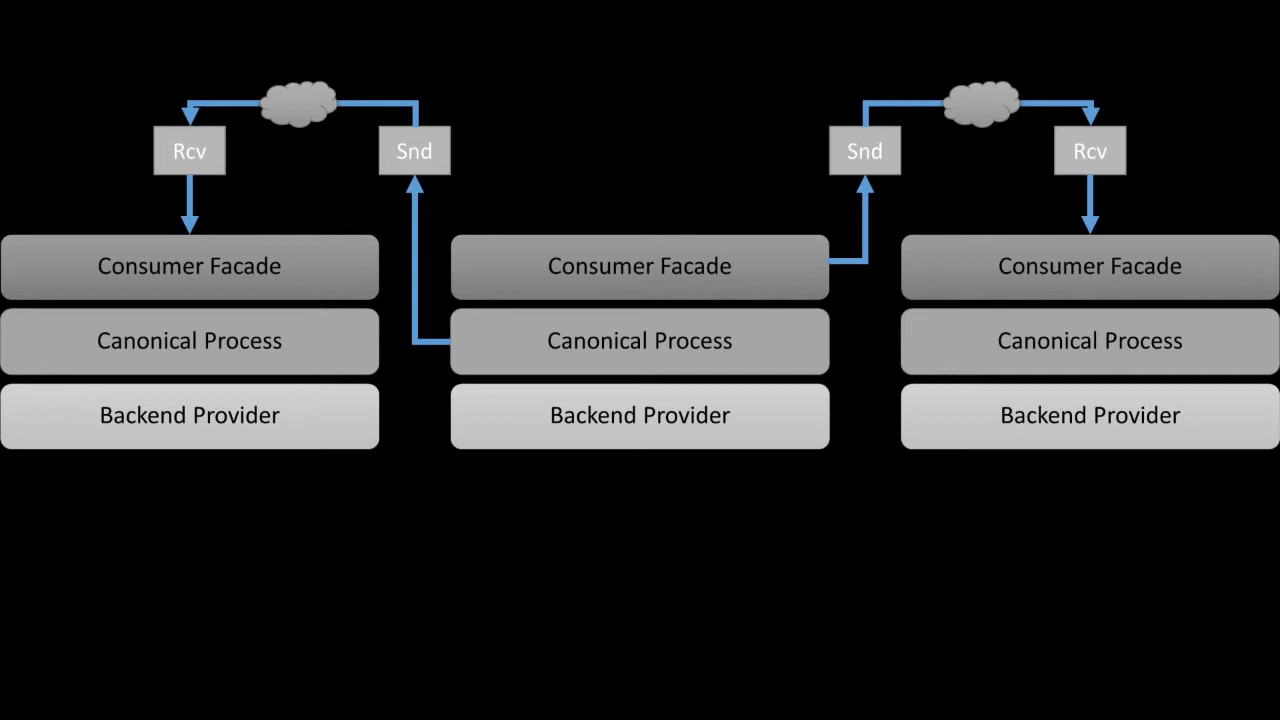 Rcv
Snd
Snd
Rcv
Consumer Facade
Consumer Facade
Consumer Facade
Canonical Process
Canonical Process
Canonical Process
Backend Provider
Backend Provider
Backend Provider